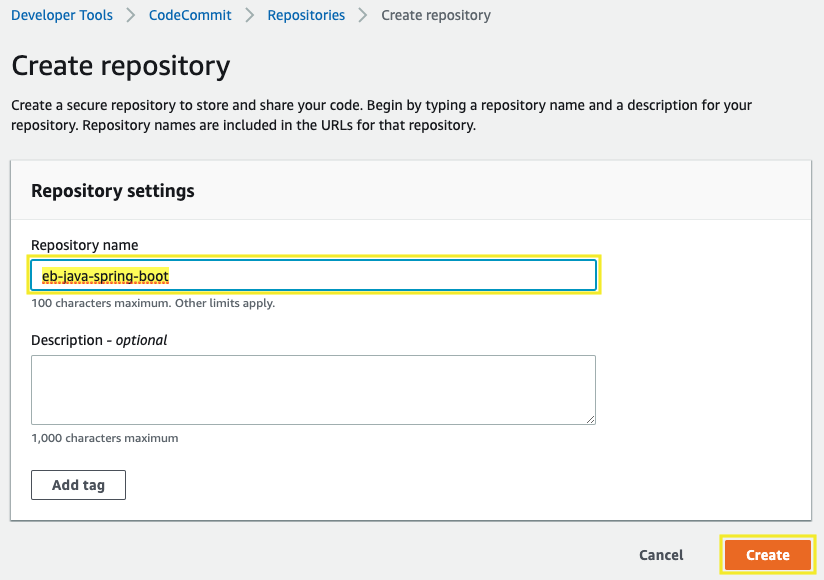 Developer Tools > CodeCommit > Repositories > Create repository
Create repository
Create a secure repository to store and share your code. Begin by typing a repository name and a description for your
repository. Repository names are included in the URLs for that repository.
Repository settings
Repository name
eb-java-spring-boot
100 characters maximum. Other limits apply.
Description - optional
1,000 characters maximum
Add tag
Cancel Create